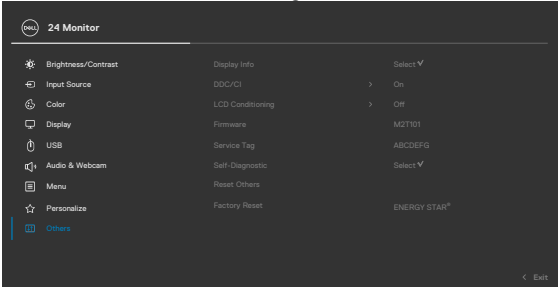 DELL 24 Monitor
Brightness/Contrast Display Info Select
Input Source DDC/CI > On
Color LCD Conditioning > Off
Display Firmware M2T101
USB Service Tag ABCDEFG
Audio & Webcam Self-Diagnostic Select
Menu Reset Others
Personalize Factory Reset ENERGY STAR®
Others
< Exit